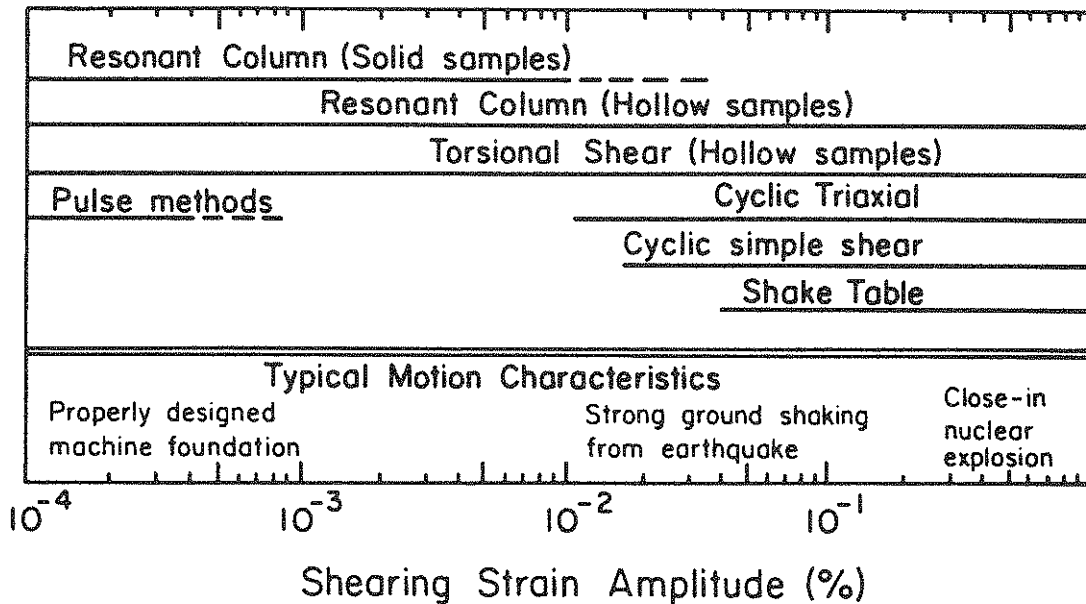 Resonant Column (Solid samples)
Resonant Column (Hollow samples)
Torsional Shear (Hollow samples)
Pulse methods
Cyclic Triaxial
Cyclic simple shear
Shake Table
Typical Motion Characteristics
Properly designed
machine foundation
Strong ground shaking
from earthquake
Close-in
nuclear
explosion
10⁻⁴ 10⁻³ 10⁻² 10⁻¹
Shearing Strain Amplitude (%)